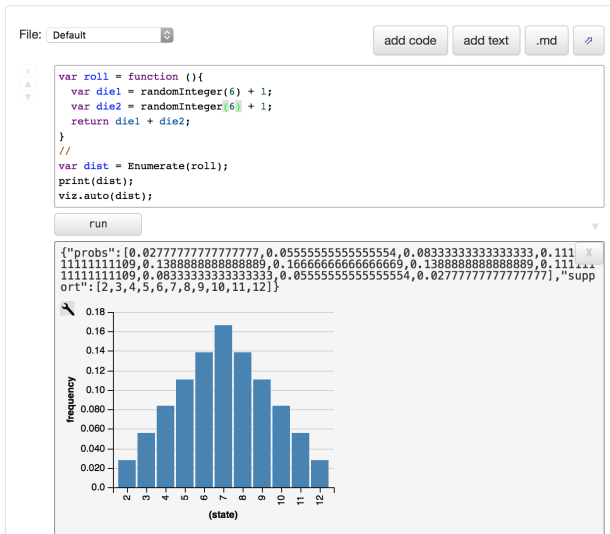 File: Default
add code add text .md ⇗
x
var roll = function (){
var die1 = randomInteger(6) + 1;
var die2 = randomInteger(6) + 1;
return die1 + die2;
}
//
var dist = Enumerate(roll);
print(dist);
viz.auto(dist);
run
{"probs":[0.02777777777777777,0.05555555555555554,0.08333333333333333,0.111
11111111109,0.1388888888888889,0.16666666666666669,0.1388888888888889,0.11111
11111111109,0.08333333333333333,0.05555555555555554,0.02777777777777777],"supp
ort":[2,3,4,5,6,7,8,9,10,11,12]}
X
0.18
0.16
0.14
0.12
0.10
0.080
0.060
0.040
0.020
0.0
frequency
2 3 4 5 6 7 8 9 10 11 12
(state)